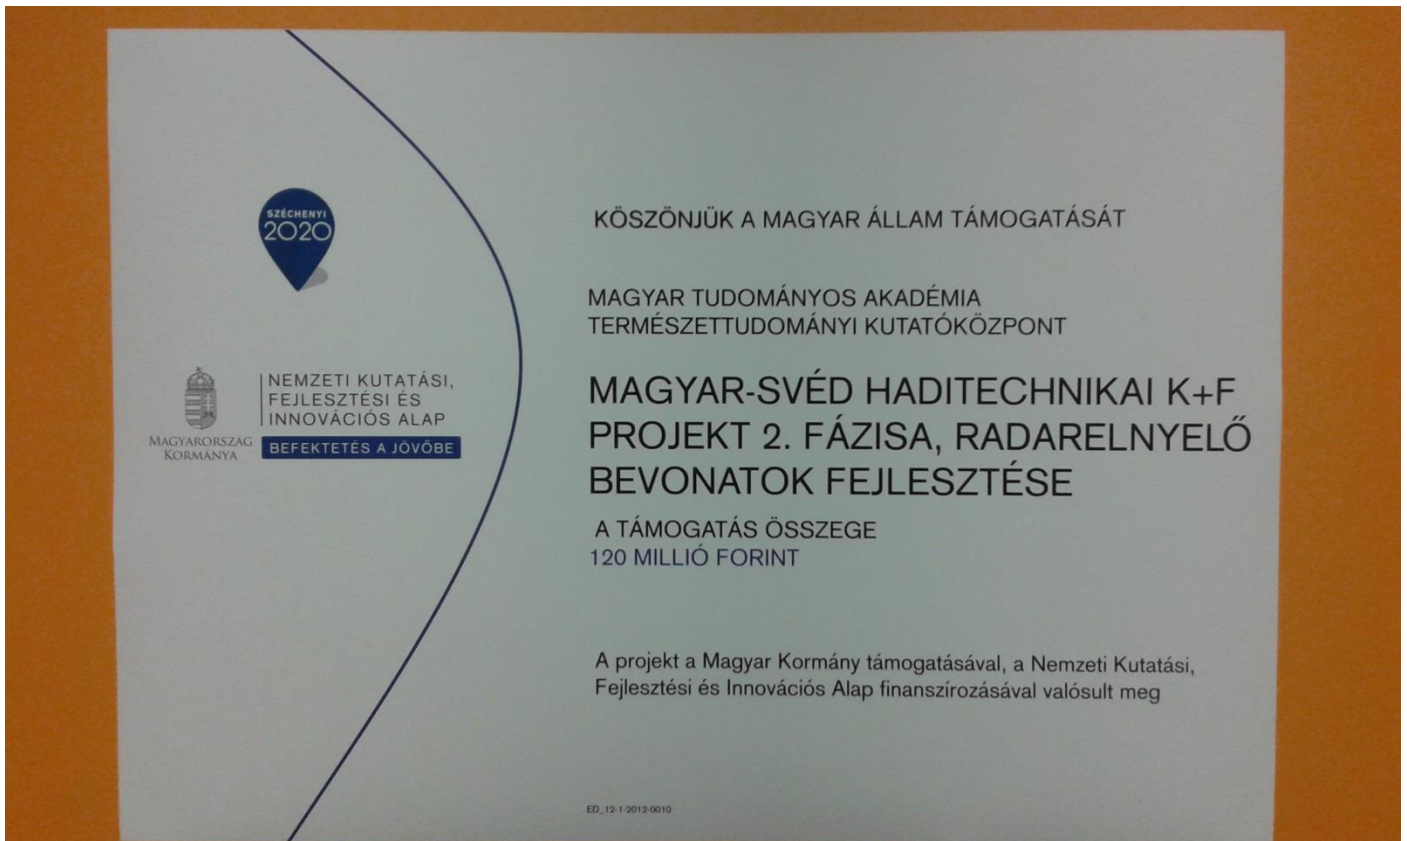 SZÉCHENYI
2020
MAGYARORSZÁG
KORMÁNYA
NEMZETI KUTATÁSI,
FEJLESZTÉSI ÉS
INNOVÁCIÓS ALAP
BEFEKTETÉS A JÖVŐBE
KÖSZÖNJÜK A MAGYAR ÁLLAM TÁMOGATÁSÁT
MAGYAR TUDOMÁNYOS AKADÉMIA
TERMÉSZETTUDOMÁNYI KUTATÓKÖZPONT
MAGYAR-SVÉD HADITECHNIKAI K+F
PROJEKT 2. FÁZISA, RADARELNYELŐ
BEVONATOK FEJLESZTÉSE
A TÁMOGATÁS ÖSSZEGE
120 MILLIÓ FORINT
A projekt a Magyar Kormány támogatásával, a Nemzeti Kutatási,
Fejlesztési és Innovációs Alap finanszírozásával valósult meg
ED_12-1-2012-0010